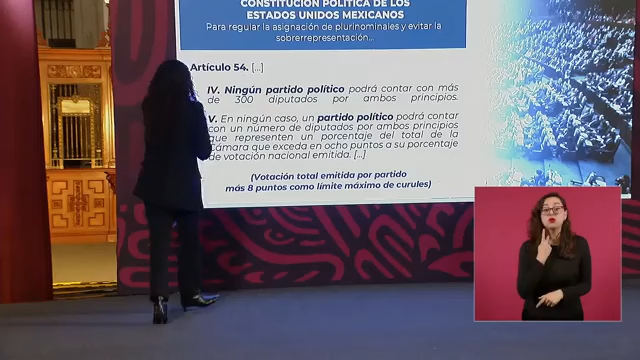 CONSTITUCIÓN POLÍTICA DE LOS
ESTADOS UNIDOS MEXICANOS
Para regular la asignación de plurinominales y evitar la
sobrerrepresentación...
Artículo 54. [...]
IV. Ningún partido político podrá contar con más
de 300 diputados por ambos principios.
V. En ningún caso, un partido político podrá contar
con un número de diputados por ambos principios
que representen un porcentaje del total de la
Cámara que exceda en ocho puntos a su porcentaje
de votación nacional emitida. [...]
(Votación total emitida por partido
más 8 puntos como límite máximo de curules)